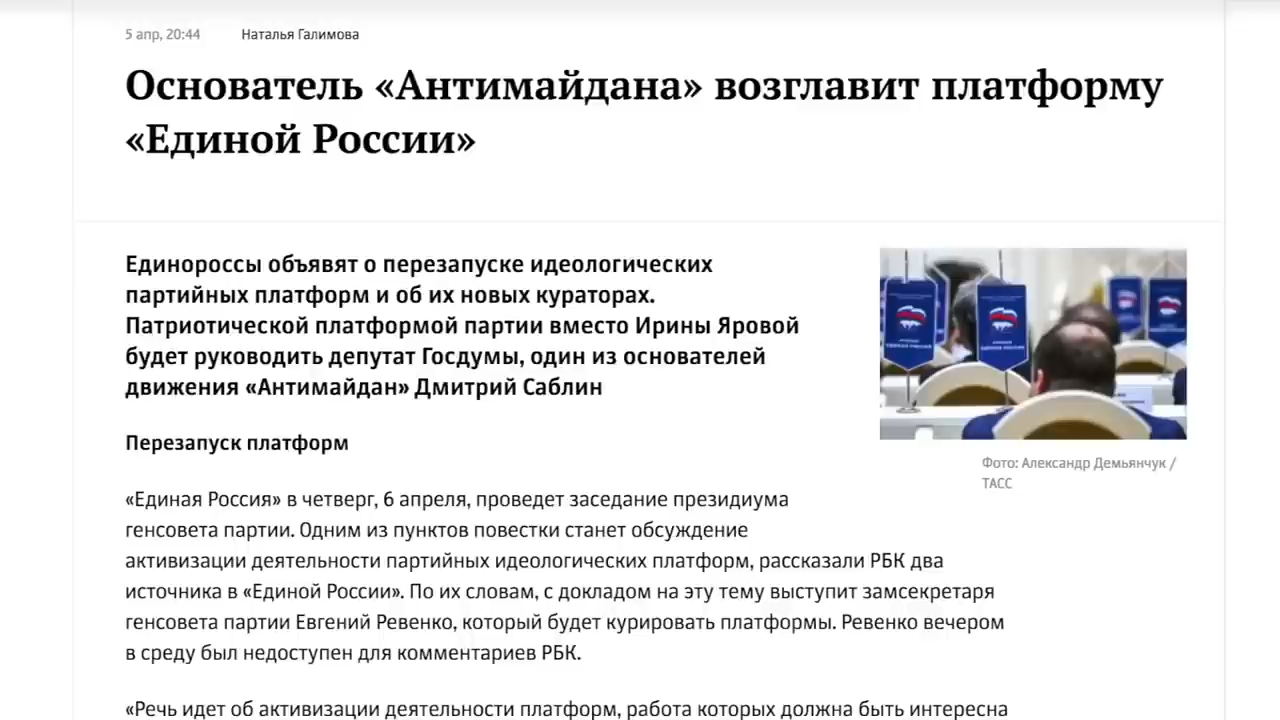 5 апр, 20:44 Наталья Галимова
Основатель «Антимайдана» возглавит платформу
«Единой России»
Единороссы объявят о перезапуске идеологических
партийных платформ и об их новых кураторах.
Патриотической платформой партии вместо Ирины Яровой
будет руководить депутат Госдумы, один из основателей
движения «Антимайдан» Дмитрий Саблин
Фото: Александр Демьянчук /
ТАСС
Перезапуск платформ
«Единая Россия» в четверг, 6 апреля, проведет заседание президиума
генсовета партии. Одним из пунктов повестки станет обсуждение
активизации деятельности партийных идеологических платформ, рассказали РБК два
источника в «Единой России». По их словам, с докладом на эту тему выступит замсекретаря
генсовета партии Евгений Ревенко, который будет курировать платформы. Ревенко вечером
в среду был недоступен для комментариев РБК.
«Речь идет об активизации деятельности платформ, работа которых должна быть интересна